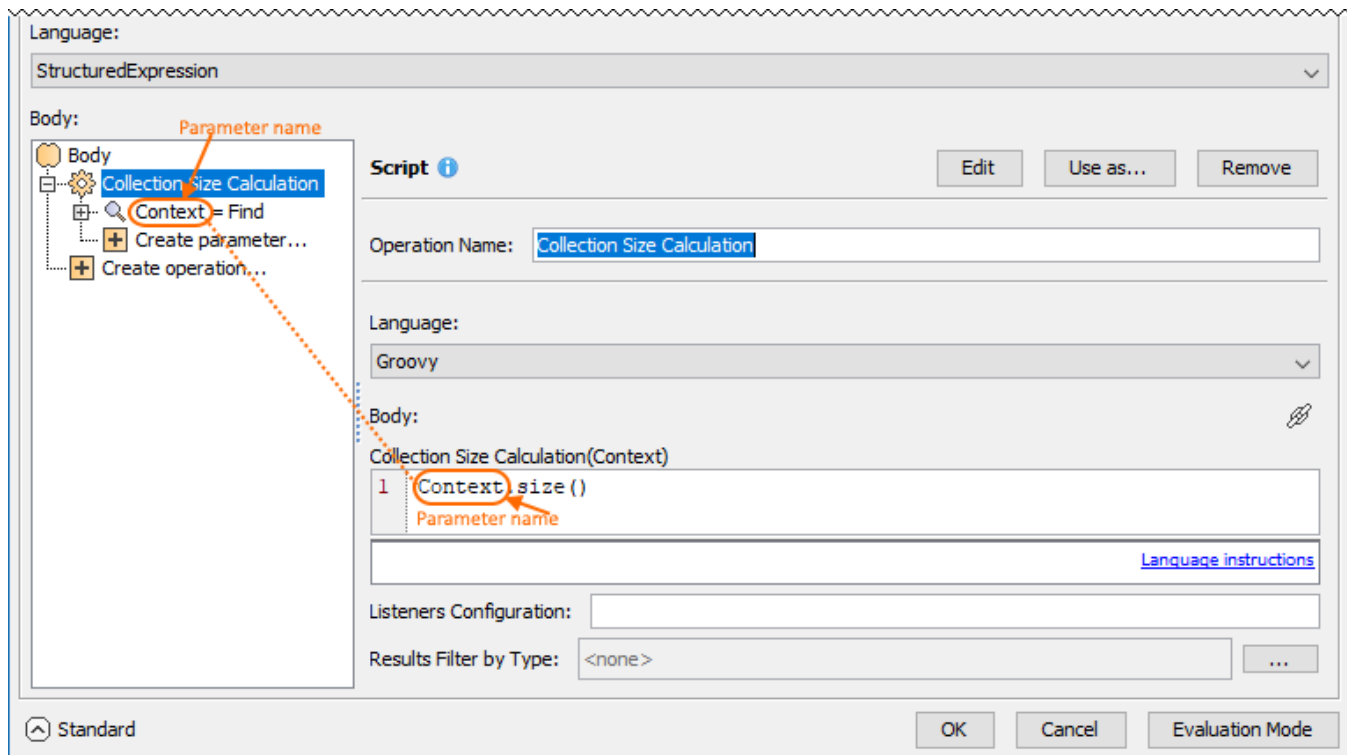 Language:
StructuredExpression
Body:
Parameter name
Body
Collection Size Calculation
Context = Find
Create parameter...
Create operation...
Script
Edit
Use as...
Remove
Operation Name:
Collection Size Calculation
Language:
Groovy
Body:
Collection Size Calculation(Context)
1 Context.size()
Parameter name
Language instructions
Listeners Configuration:
Results Filter by Type:
<none>
...
Standard
OK
Cancel
Evaluation Mode